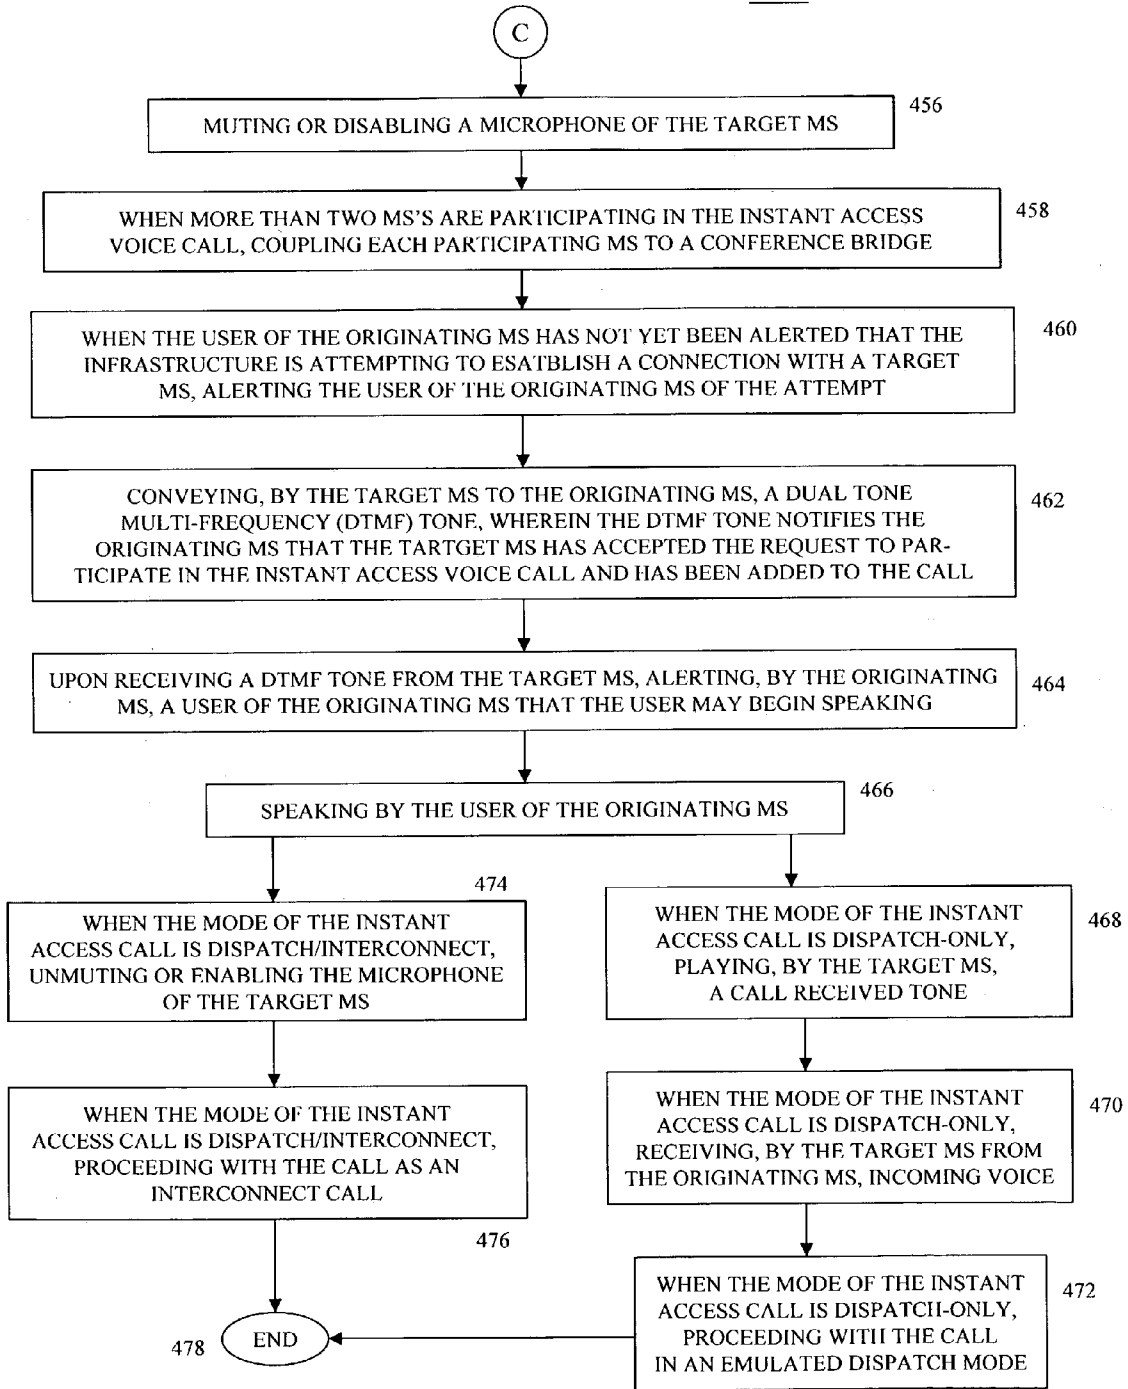 C
MUTING OR DISABLING A MICROPHONE OF THE TARGET MS
456
WHEN MORE THAN TWO MS'S ARE PARTICIPATING IN THE INSTANT ACCESS
VOICE CALL, COUPLING EACH PARTICIPATING MS TO A CONFERENCE BRIDGE
458
WHEN THE USER OF THE ORIGINATING MS HAS NOT YET BEEN ALERTED THAT THE
INFRASTRUCTURE IS ATTEMPTING TO ESATBLISH A CONNECTION WITH A TARGET
MS, ALERTING THE USER OF THE ORIGINATING MS OF THE ATTEMPT
460
CONVEYING, BY THE TARGET MS TO THE ORIGINATING MS, A DUAL TONE
MULTI-FREQUENCY (DTMF) TONE, WHEREIN THE DTMF TONE NOTIFIES THE
ORIGINATING MS THAT THE TARTGET MS HAS ACCEPTED THE REQUEST TO PAR-
TICIPATE IN THE INSTANT ACCESS VOICE CALL AND HAS BEEN ADDED TO THE CALL
462
UPON RECEIVING A DTMF TONE FROM THE TARGET MS, ALERTING, BY THE ORIGINATING
MS, A USER OF THE ORIGINATING MS THAT THE USER MAY BEGIN SPEAKING
464
SPEAKING BY THE USER OF THE ORIGINATING MS
466
474
WHEN THE MODE OF THE INSTANT
ACCESS CALL IS DISPATCH/INTERCONNECT,
UNMUTING OR ENABLING THE MICROPHONE
OF THE TARGET MS
WHEN THE MODE OF THE INSTANT
ACCESS CALL IS DISPATCH-ONLY,
PLAYING, BY THE TARGET MS,
A CALL RECEIVED TONE
468
WHEN THE MODE OF THE INSTANT
ACCESS CALL IS DISPATCH/INTERCONNECT,
PROCEEDING WITH THE CALL AS AN
INTERCONNECT CALL
476
WHEN THE MODE OF THE INSTANT
ACCESS CALL IS DISPATCH-ONLY,
RECEIVING, BY THE TARGET MS FROM
THE ORIGINATING MS, INCOMING VOICE
470
WHEN THE MODE OF THE INSTANT
ACCESS CALL IS DISPATCH-ONLY,
PROCEEDING WITH THE CALL
IN AN EMULATED DISPATCH MODE
472
478
END